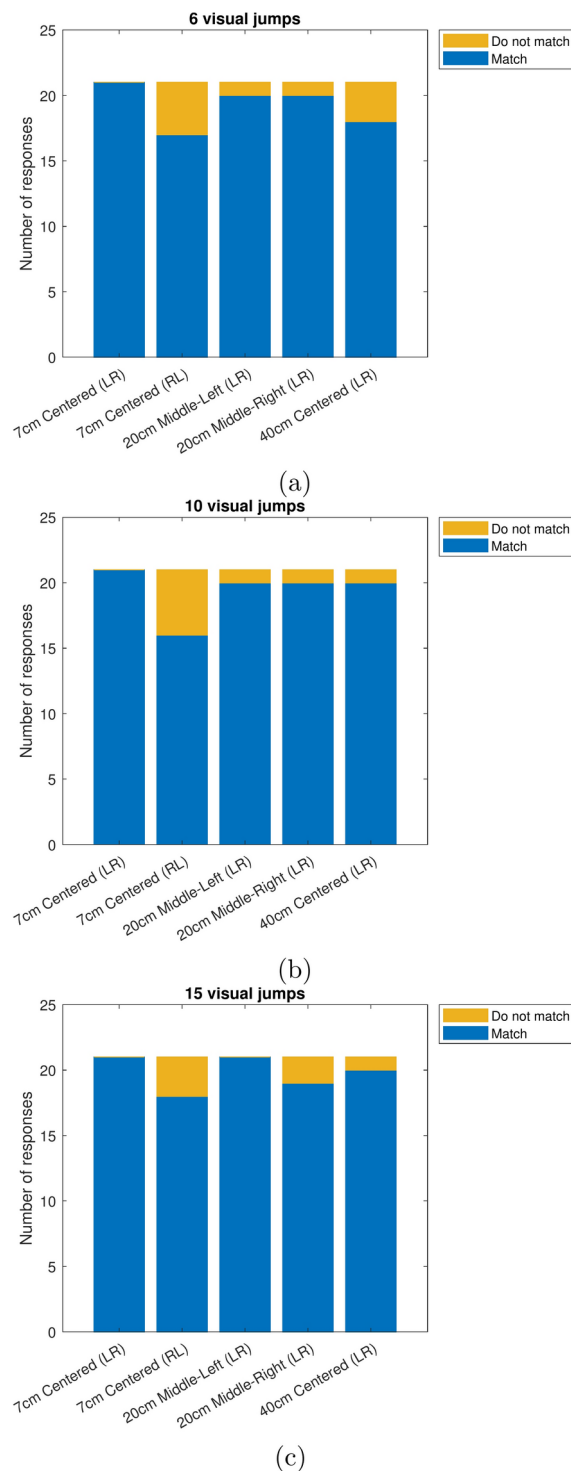 6 visual jumps
25
20
15
10
5
0
Number of responses
Do not match
Match
7cm Centered (LR)
7cm Centered (RL)
20cm Middle-Left (LR)
20cm Middle-Right (LR)
40cm Centered (LR)
(a)
10 visual jumps
25
20
15
10
5
0
Number of responses
Do not match
Match
7cm Centered (LR)
7cm Centered (RL)
20cm Middle-Left (LR)
20cm Middle-Right (LR)
40cm Centered (LR)
(b)
15 visual jumps
25
20
15
10
5
0
Number of responses
Do not match
Match
7cm Centered (LR)
7cm Centered (RL)
20cm Middle-Left (LR)
20cm Middle-Right (LR)
40cm Centered (LR)
(c)